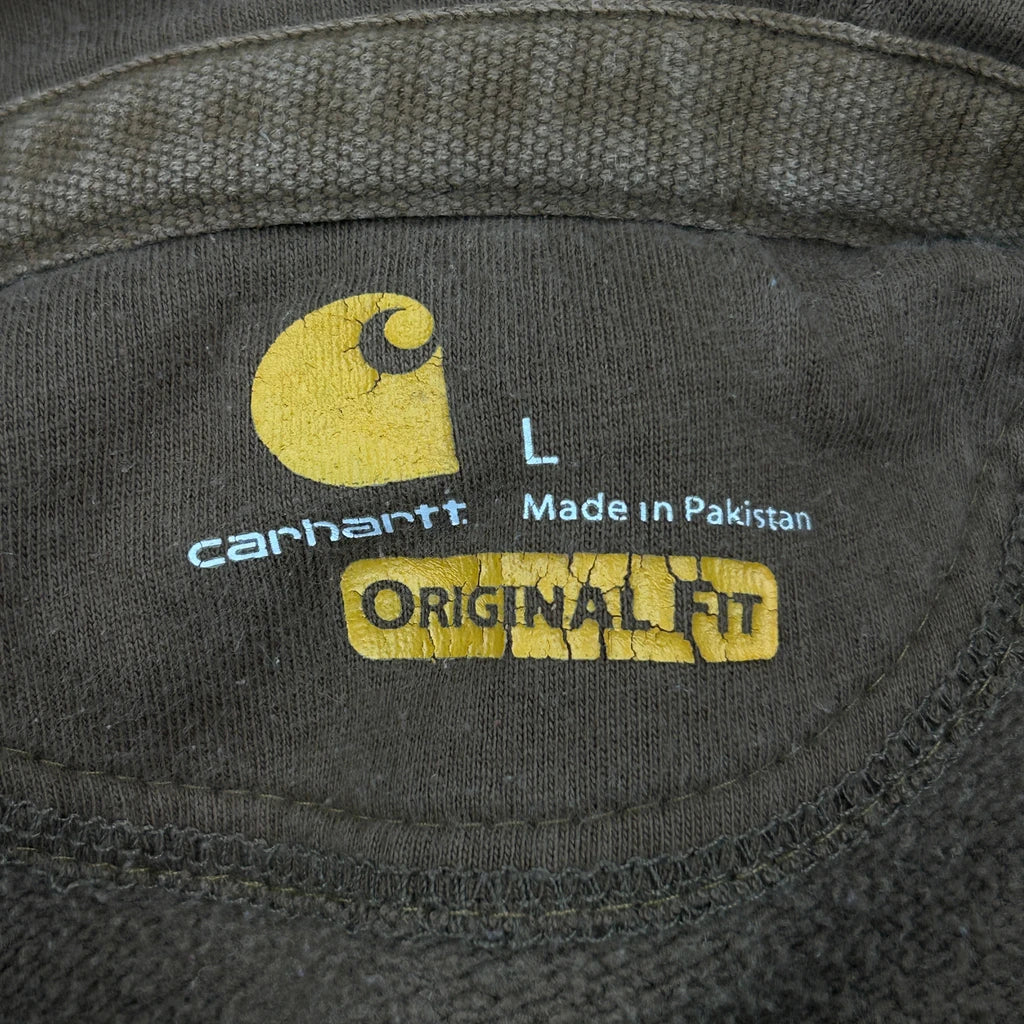 L
carhartt
Made in Pakistan
ORIGINAL FIT